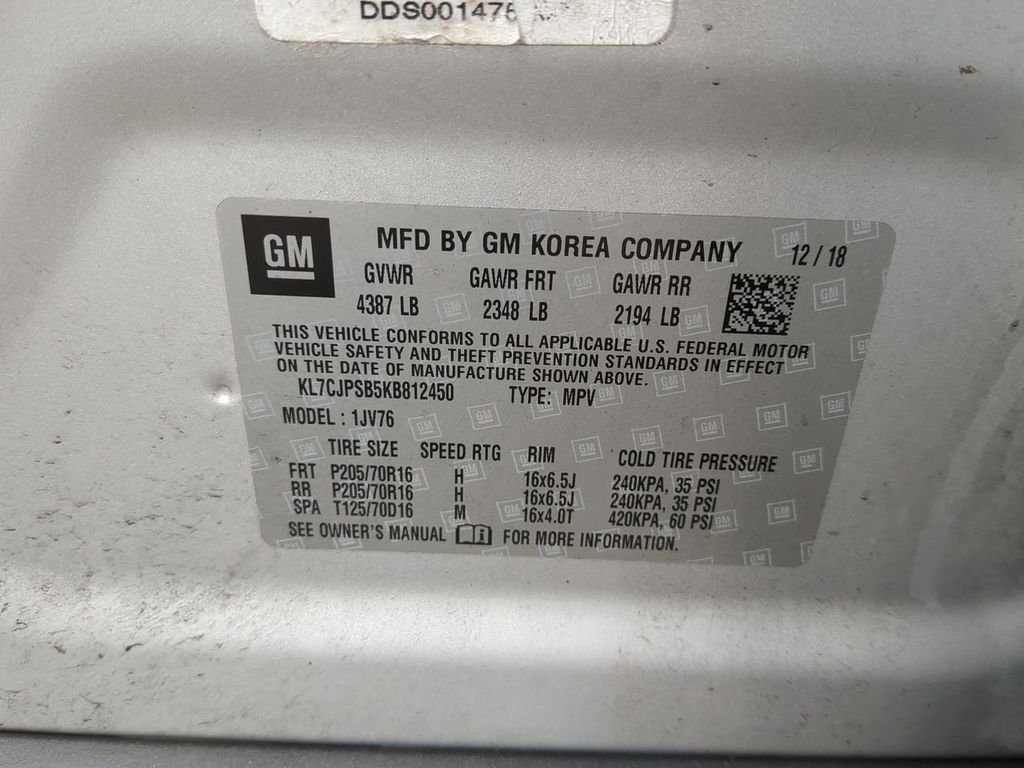 DDS001475
GM
MFD BY GM KOREA COMPANY 12/18
GVWR GAWR FRT GAWR RR
4387 LB 2348 LB 2194 LB
THIS VEHICLE CONFORMS TO ALL APPLICABLE U.S. FEDERAL MOTOR
VEHICLE SAFETY AND THEFT PREVENTION STANDARDS IN EFFECT
ON THE DATE OF MANUFACTURE SHOWN ABOVE.
KL7CJPSB5KB812450 TYPE: MPV
MODEL : 1JV76
TIRE SIZE SPEED RTG RIM COLD TIRE PRESSURE
FRT P205/70R16 H 16x6.5J 240KPA, 35 PSI
RR P205/70R16 H 16x6.5J 240KPA, 35 PSI
SPA T125/70D16 M 16x4.0T 420KPA, 60 PSI
SEE OWNER'S MANUAL FOR MORE INFORMATION.